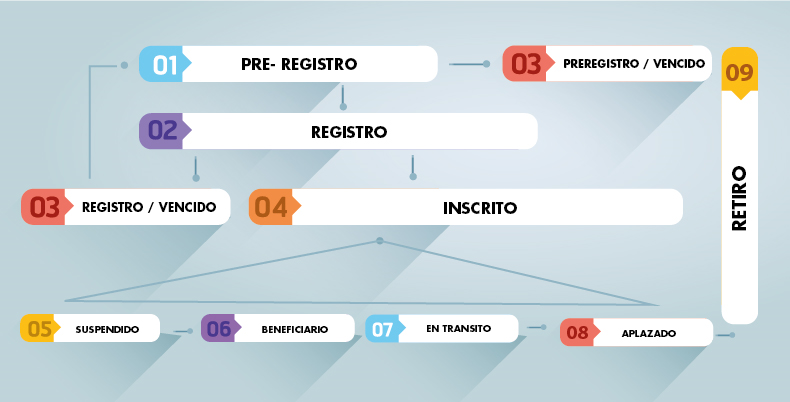 01 PRE- REGISTRO
03 PREREGISTRO / VENCIDO
09 RETIRO
02 REGISTRO
03 REGISTRO / VENCIDO
04 INSCRITO
05 SUSPENDIDO
06 BENEFICIARIO
07 EN TRANSITO
08 APLAZADO